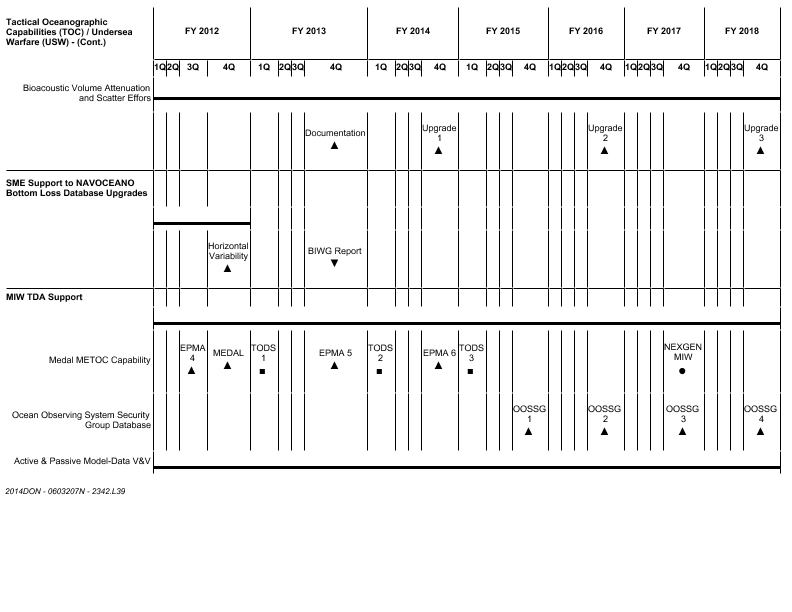 Tactical Oceanographic
Capabilities (TOC) / Undersea
Warfare (USW) - (Cont.)
FY 2012 FY 2013 FY 2014 FY 2015 FY 2016 FY 2017 FY 2018
1Q 2Q 3Q 4Q 1Q 2Q 3Q 4Q 1Q 2Q 3Q 4Q 1Q 2Q 3Q 4Q 1Q 2Q 3Q 4Q 1Q 2Q 3Q 4Q 1Q 2Q 3Q 4Q
Bioacoustic Volume Attenuation
and Scatter Effors
Documentation
Upgrade
1
Upgrade
2
Upgrade
3
SME Support to NAVOCEANO
Bottom Loss Database Upgrades
Horizontal
Variability
BIWG Report
MIW TDA Support
Medal METOC Capability
EPMA
4
MEDAL
TODS
1
EPMA 5
TODS
2
EPMA 6
TODS
3
NEXGEN
MIW
Ocean Observing System Security
Group Database
OOSSG
1
OOSSG
2
OOSSG
3
OOSSG
4
Active & Passive Model-Data V&V
2014DON - 0603207N - 2342.L39